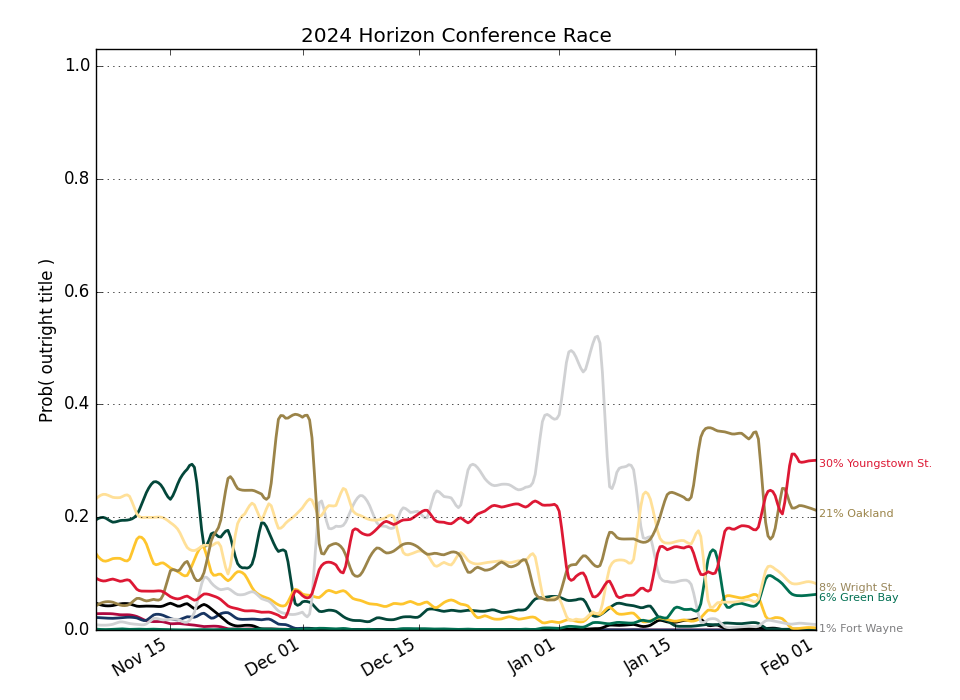 2024 Horizon Conference Race
Prob( outright title )
1.0
0.8
0.6
0.4
0.2
0.0
30% Youngstown St.
21% Oakland
8% Wright St.
6% Green Bay
1% Fort Wayne
Nov 15
Dec 01
Dec 15
Jan 01
Jan 15
Feb 01